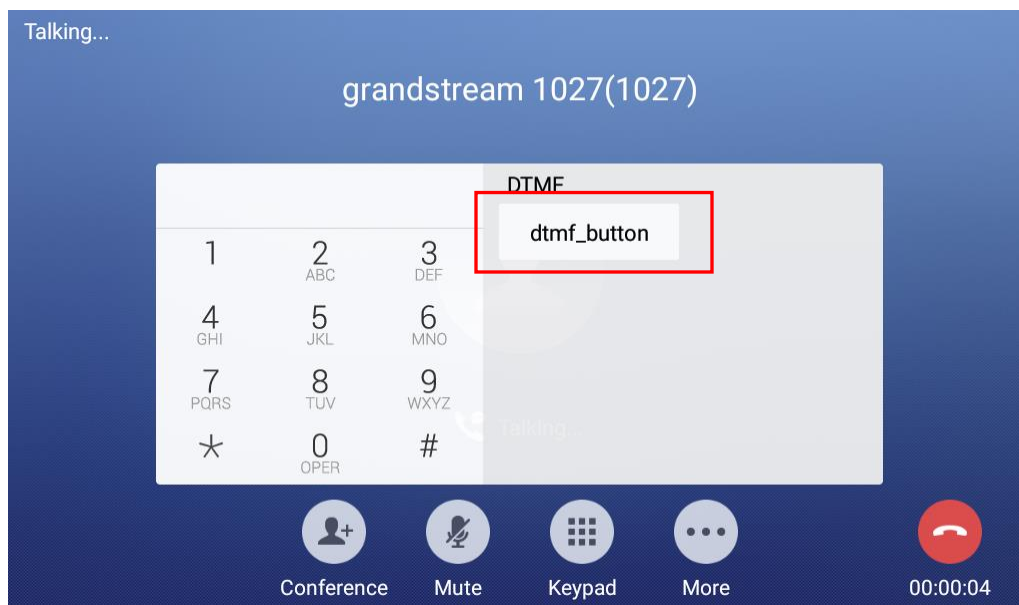 Talking...
grandstream 1027(1027)
DTMF
dtmf_button
1 2 3
ABC DEF
4 5 6
GHI JKL MNO
7 8 9
PQRS TUV WXYZ
* 0 #
OPER
Talking...
Conference Mute Keypad More 00:00:04